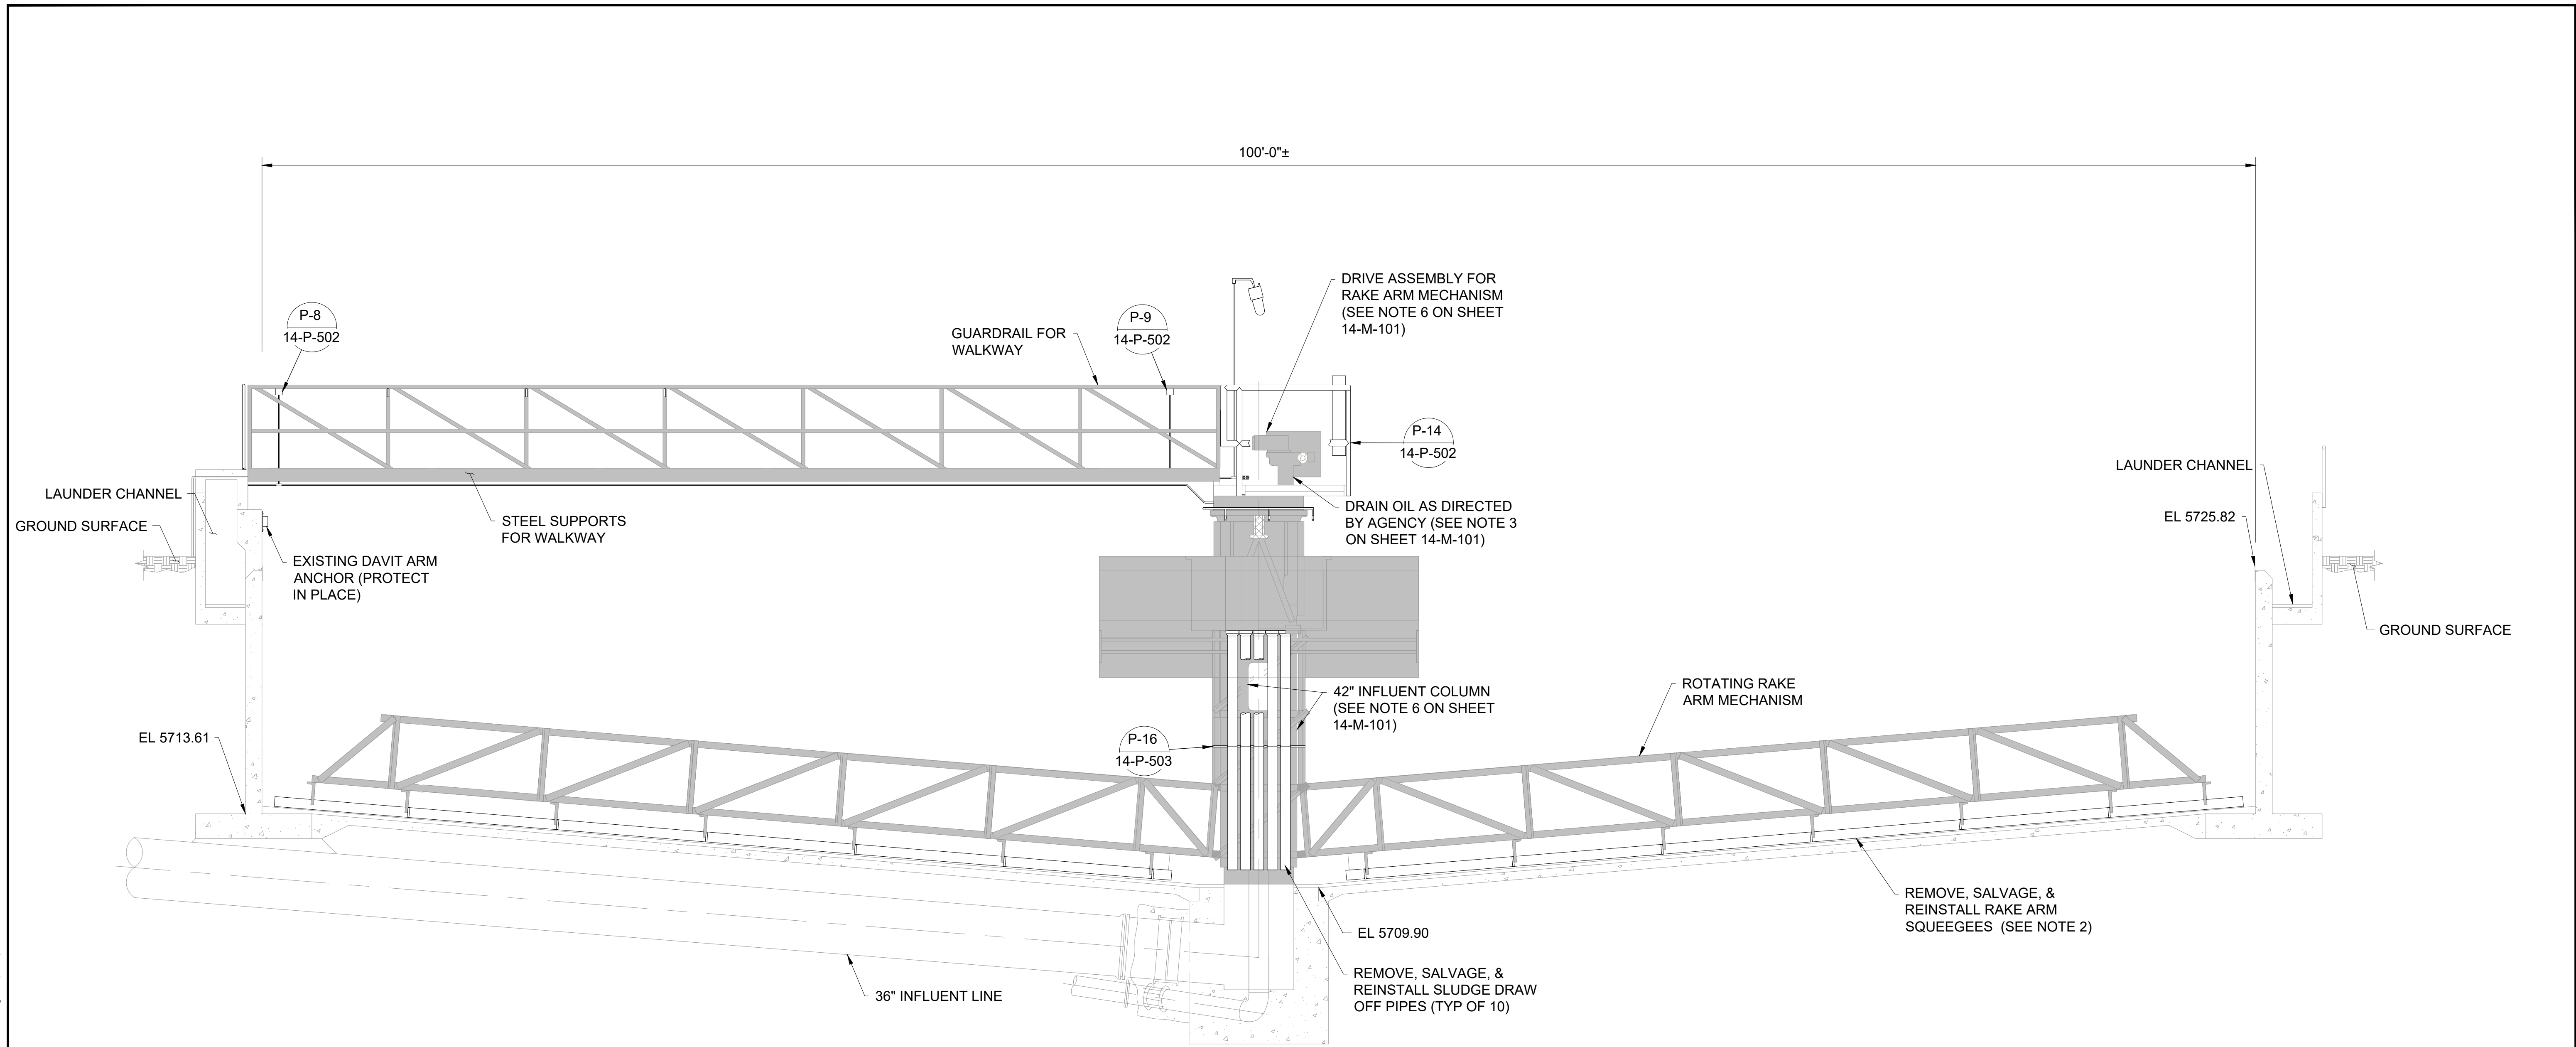 100'-0"±
DRIVE ASSEMBLY FOR
RAKE ARM MECHANISM
(SEE NOTE 6 ON SHEET
14-M-101)
P-8
14-P-502
P-9
14-P-502
GUARDRAIL FOR
WALKWAY
P-14
14-P-502
LAUNDER CHANNEL
GROUND SURFACE
STEEL SUPPORTS
FOR WALKWAY
DRAIN OIL AS DIRECTED
BY AGENCY (SEE NOTE 3
ON SHEET 14-M-101)
LAUNDER CHANNEL
EL 5725.82
EXISTING DAVIT ARM
ANCHOR (PROTECT
IN PLACE)
GROUND SURFACE
42" INFLUENT COLUMN
(SEE NOTE 6 ON SHEET
14-M-101)
ROTATING RAKE
ARM MECHANISM
EL 5713.61
P-16
14-P-503
REMOVE, SALVAGE, &
REINSTALL RAKE ARM
SQUEEGEES (SEE NOTE 2)
EL 5709.90
REMOVE, SALVAGE, &
REINSTALL SLUDGE DRAW
OFF PIPES (TYP OF 10)
36" INFLUENT LINE